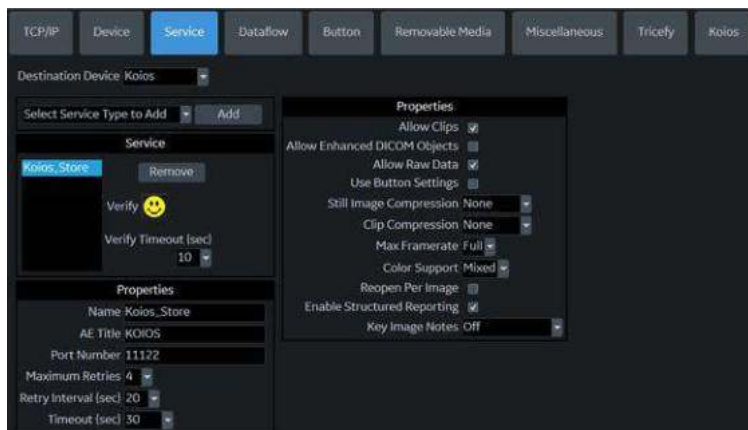 TCP/IP Device Service Dataflow Button Removable Media Miscellaneous Tricefy Koios
Destination Device Koios
Select Service Type to Add Add
Service
Koios_Store
Remove
Verify
Verify Timeout (sec)
10
Properties
Name Koios_Store
AE Title KOIOS
Port Number 11122
Maximum Retries 4
Retry Interval (sec) 20
Timeout (sec) 30
Properties
Allow Clips
Allow Enhanced DICOM Objects
Allow Raw Data
Use Button Settings
Still Image Compression None
Clip Compression None
Max Framerate Full
Color Support Mixed
Reopen Per Image
Enable Structured Reporting
Key Image Notes Off